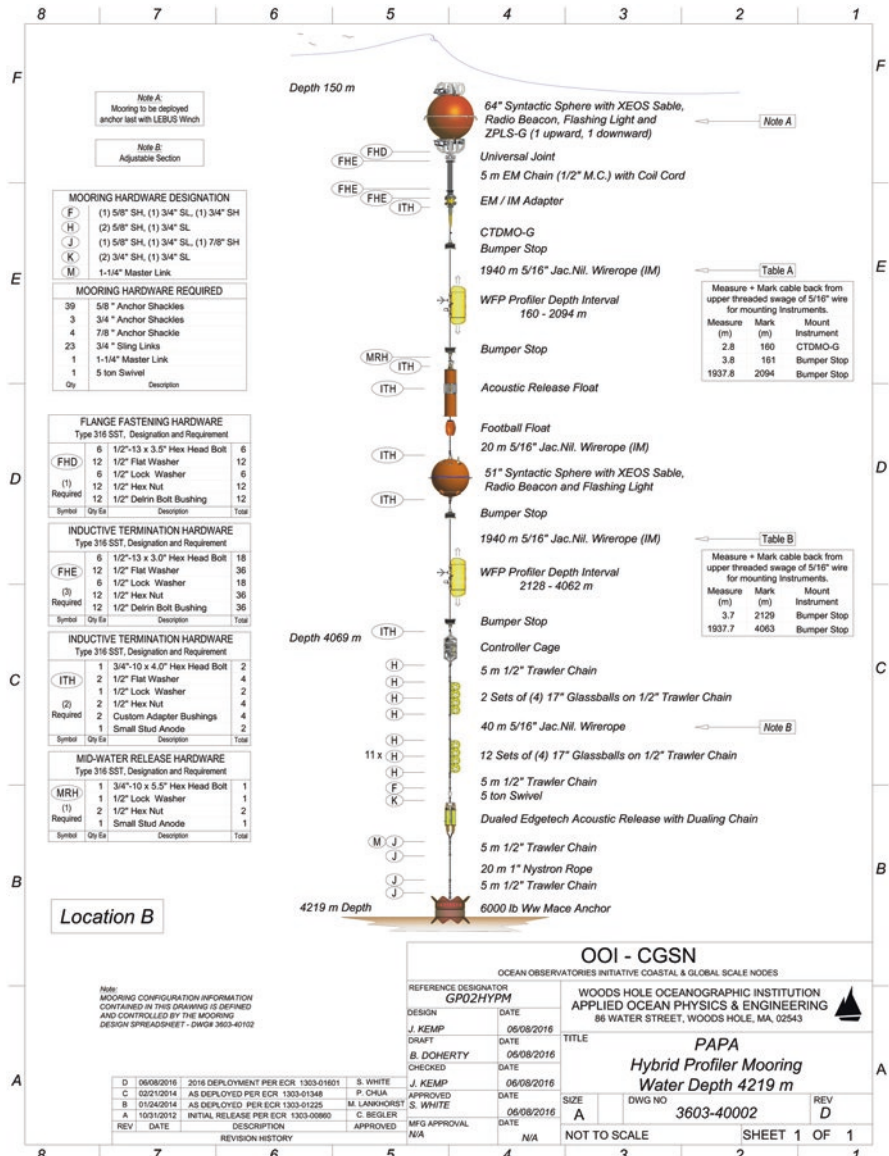 8 7 6 5 4 3 2 1
F
F
Depth 150 m
Note A:
Mooring to be deployed
anchor last with LEBUS Winch
Note B:
Adjustable Section
64" Syntactic Sphere with XEOS Sable,
Radio Beacon, Flashing Light and
ZPLS-G (1 upward, 1 downward)
Note A
FHD
FHE
Universal Joint
5 m EM Chain (1/2" M.C.) with Coil Cord
FHE
FHE
ITH
EM / IM Adapter
CTDMO-G
Bumper Stop
E
E
1940 m 5/16" Jac.Nil. Wirerope (IM)
Table A
WFP Profiler Depth Interval
160 - 2094 m
Bumper Stop
MRH
ITH
ITH
Acoustic Release Float
MOORING HARDWARE DESIGNATION
F (1) 5/8" SH, (1) 3/4" SL, (1) 3/4" SH
H (2) 5/8" SH, (1) 3/4" SL
J (1) 5/8" SH, (1) 3/4" SL, (1) 7/8" SH
K (2) 3/4" SH, (1) 3/4" SL
M 1-1/4" Master Link
MOORING HARDWARE REQUIRED
39 5/8 " Anchor Shackles
3 3/4 " Anchor Shackles
4 7/8 " Anchor Shackle
23 3/4 " Sling Links
1 1-1/4" Master Link
1 5 ton Swivel
Qty Description
Measure + Mark cable back from
upper threaded swage of 5/16" wire
for mounting Instruments.
Measure Mark Mount
(m) (m) Instrument
2.8 160 CTDMO-G
3.8 161 Bumper Stop
1937.8 2094 Bumper Stop
Football Float
20 m 5/16" Jac.Nil. Wirerope (IM)
ITH
D
D
51" Syntactic Sphere with XEOS Sable,
Radio Beacon and Flashing Light
ITH
Bumper Stop
1940 m 5/16" Jac.Nil. Wirerope (IM)
Table B
WFP Profiler Depth Interval
2128 - 4062 m
Measure + Mark cable back from
upper threaded swage of 5/16" wire
for mounting Instruments.
Measure Mark Mount
(m) (m) Instrument
3.7 2129 Bumper Stop
1937.7 4063 Bumper Stop
FLANGE FASTENING HARDWARE
Type 316 SST, Designation and Requirement
FHD
(1)
Required
6 1/2"-13 x 3.5" Hex Head Bolt 6
12 1/2" Flat Washer 12
6 1/2" Lock Washer 6
12 1/2" Hex Nut 12
12 1/2" Delrin Bolt Bushing 12
Symbol Qty Ea Description Total
INDUCTIVE TERMINATION HARDWARE
Type 316 SST, Designation and Requirement
FHE
(3)
Required
6 1/2"-13 x 3.0" Hex Head Bolt 18
12 1/2" Flat Washer 36
6 1/2" Lock Washer 18
12 1/2" Hex Nut 36
12 1/2" Delrin Bolt Bushing 36
Symbol Qty Ea Description Total
INDUCTIVE TERMINATION HARDWARE
Type 316 SST, Designation and Requirement
ITH
(2)
Required
1 3/4"-10 x 4.0" Hex Head Bolt 2
2 1/2" Flat Washer 4
1 1/2" Lock Washer 2
2 1/2" Hex Nut 4
2 Custom Adapter Bushings 4
1 Small Stud Anode 2
Symbol Qty Ea Description Total
MID-WATER RELEASE HARDWARE
Type 316 SST, Designation and Requirement
MRH
(1)
Required
1 3/4"-10 x 5.5" Hex Head Bolt 1
1 1/2" Lock Washer 1
2 1/2" Hex Nut 2
1 Small Stud Anode 1
Symbol Qty Ea Description Total
C
C
ITH
Bumper Stop
Depth 4069 m
Controller Cage
H
5 m 1/2" Trawler Chain
H
H
2 Sets of (4) 17" Glassballs on 1/2" Trawler Chain
H
40 m 5/16" Jac.Nil. Wirerope
Note B
H
11 x H
12 Sets of (4) 17" Glassballs on 1/2" Trawler Chain
H
5 m 1/2" Trawler Chain
F
5 ton Swivel
K
Dualed Edgetech Acoustic Release with Dualing Chain
M J
5 m 1/2" Trawler Chain
J
20 m 1" Nystron Rope
J
5 m 1/2" Trawler Chain
J
B
B
4219 m Depth
6000 lb Ww Mace Anchor
Location B
Note:
MOORING CONFIGURATION INFORMATION
CONTAINED IN THIS DRAWING IS DEFINED
AND CONTROLLED BY THE MOORING
DESIGN SPREADSHEET - DWG# 3603-40102
OOI - CGSN
OCEAN OBSERVATORIES INITIATIVE COASTAL & GLOBAL SCALE NODES
REFERENCE DESIGNATOR
GP02HYPM
WOODS HOLE OCEANOGRAPHIC INSTITUTION
APPLIED OCEAN PHYSICS & ENGINEERING
86 WATER STREET, WOODS HOLE, MA, 02543
DESIGN DATE
J. KEMP 06/08/2016
DRAFT DATE
B. DOHERTY 06/08/2016
CHECKED DATE
J. KEMP 06/08/2016
APPROVED DATE
S. WHITE 06/08/2016
MFG APPROVAL DATE
N/A N/A
TITLE
PAPA
Hybrid Profiler Mooring
Water Depth 4219 m
SIZE
A
DWG NO
3603-40002
REV
D
NOT TO SCALE
SHEET 1 OF 1
A
A
D 06/08/2016 2016 DEPLOYMENT PER ECR 1303-01601 S. WHITE
C 02/21/2014 AS DEPLOYED PER ECR 1303-01348 P. CHUA
B 01/24/2014 AS DEPLOYED PER ECR 1303-01225 M. LANKHORST
A 10/31/2012 INITIAL RELEASE PER ECR 1303-00860 C. BEGLER
REV DATE DESCRIPTION APPROVED
REVISION HISTORY
8 7 6 5 4 3 2 1